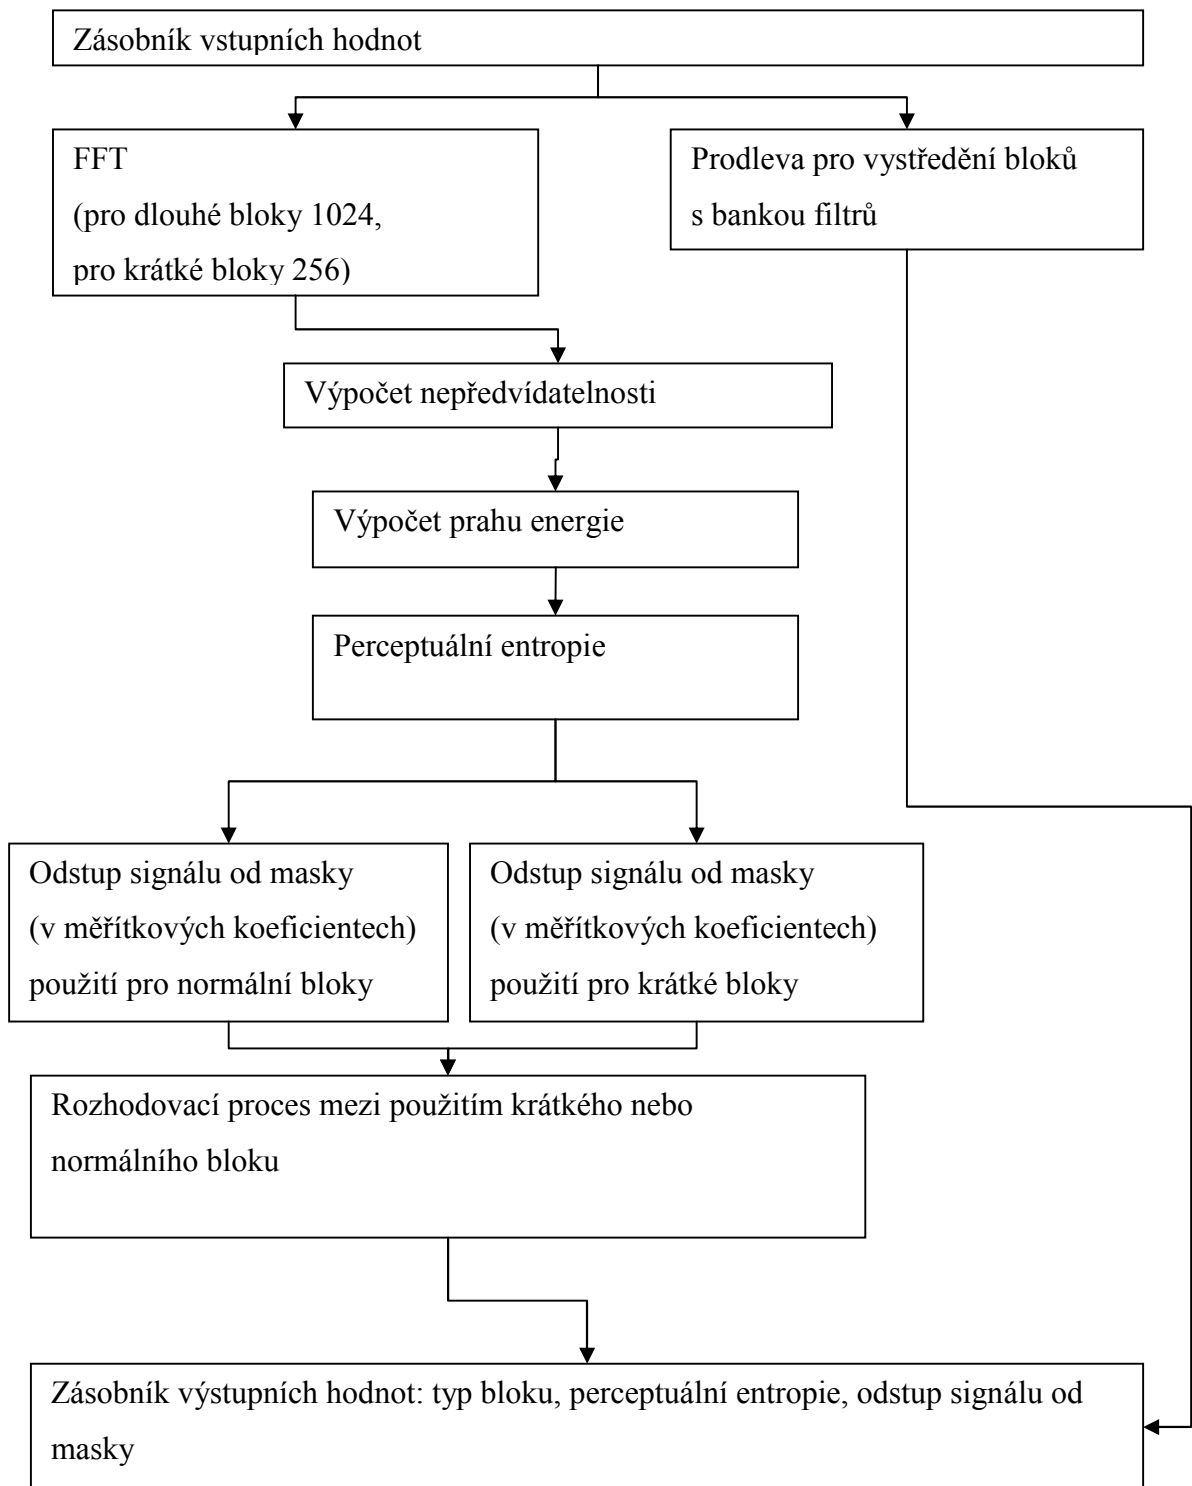 Zásobník vstupních hodnot
FFT
(pro dlouhé bloky 1024,
pro krátké bloky 256)
Prodleva pro vystředění bloků
s bankou filtrů
Výpočet nepředvídatelnosti
Výpočet prahu energie
Perceptuální entropie
Odstup signálu od masky
(v měřítkových koeficientech)
použití pro normální bloky
Odstup signálu od masky
(v měřítkových koeficientech)
použití pro krátké bloky
Rozhodovací proces mezi použitím krátkého nebo
normálního bloku
Zásobník výstupních hodnot: typ bloku, perceptuální entropie, odstup signálu od
masky